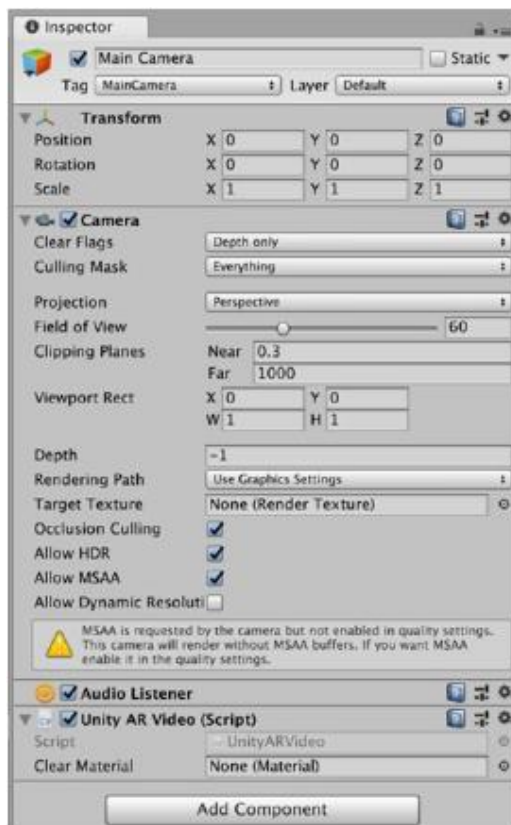 Inspector
Main Camera Static
Tag MainCamera Layer Default
Transform
Position X 0 Y 0 Z 0
Rotation X 0 Y 0 Z 0
Scale X 1 Y 1 Z 1
Camera
Clear Flags Depth only
Culling Mask Everything
Projection Perspective
Field of View 60
Clipping Planes Near 0.3
Far 1000
Viewport Rect X 0 Y 0
W 1 H 1
Depth -1
Rendering Path Use Graphics Settings
Target Texture None (Render Texture)
Occlusion Culling
Allow HDR
Allow MSAA
Allow Dynamic Resoluti
MSAA is requested by the camera but not enabled in quality settings.
This camera will render without MSAA buffers. If you want MSAA
enable it in the quality settings.
Audio Listener
Unity AR Video (Script)
Script UnityARVideo
Clear Material None (Material)
Add Component